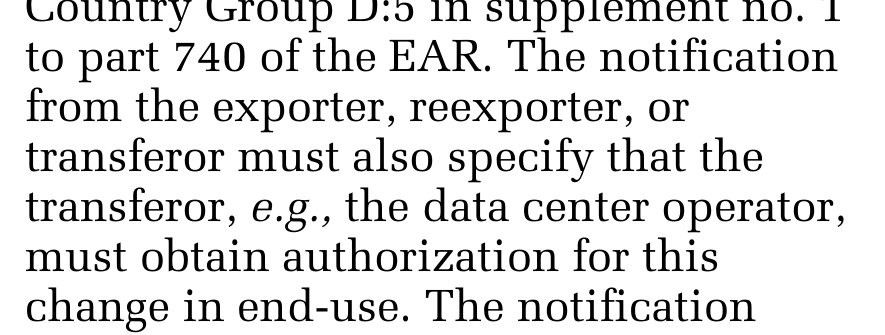 Country Group D:5 in supplement no. 1
to part 740 of the EAR. The notification
from the exporter, reexporter, or
transferor must also specify that the
transferor, e.g., the data center operator,
must obtain authorization for this
change in end-use. The notification